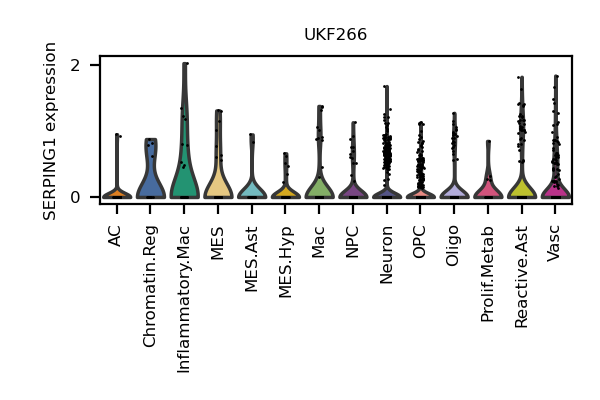 UKF266
SERPING1 expression
2
0
AC
Chromatin.Reg
Inflammatory.Mac
MES
MES.Ast
MES.Hyp
Mac
NPC
Neuron
OPC
Oligo
Prolif.Metab
Reactive.Ast
Vasc